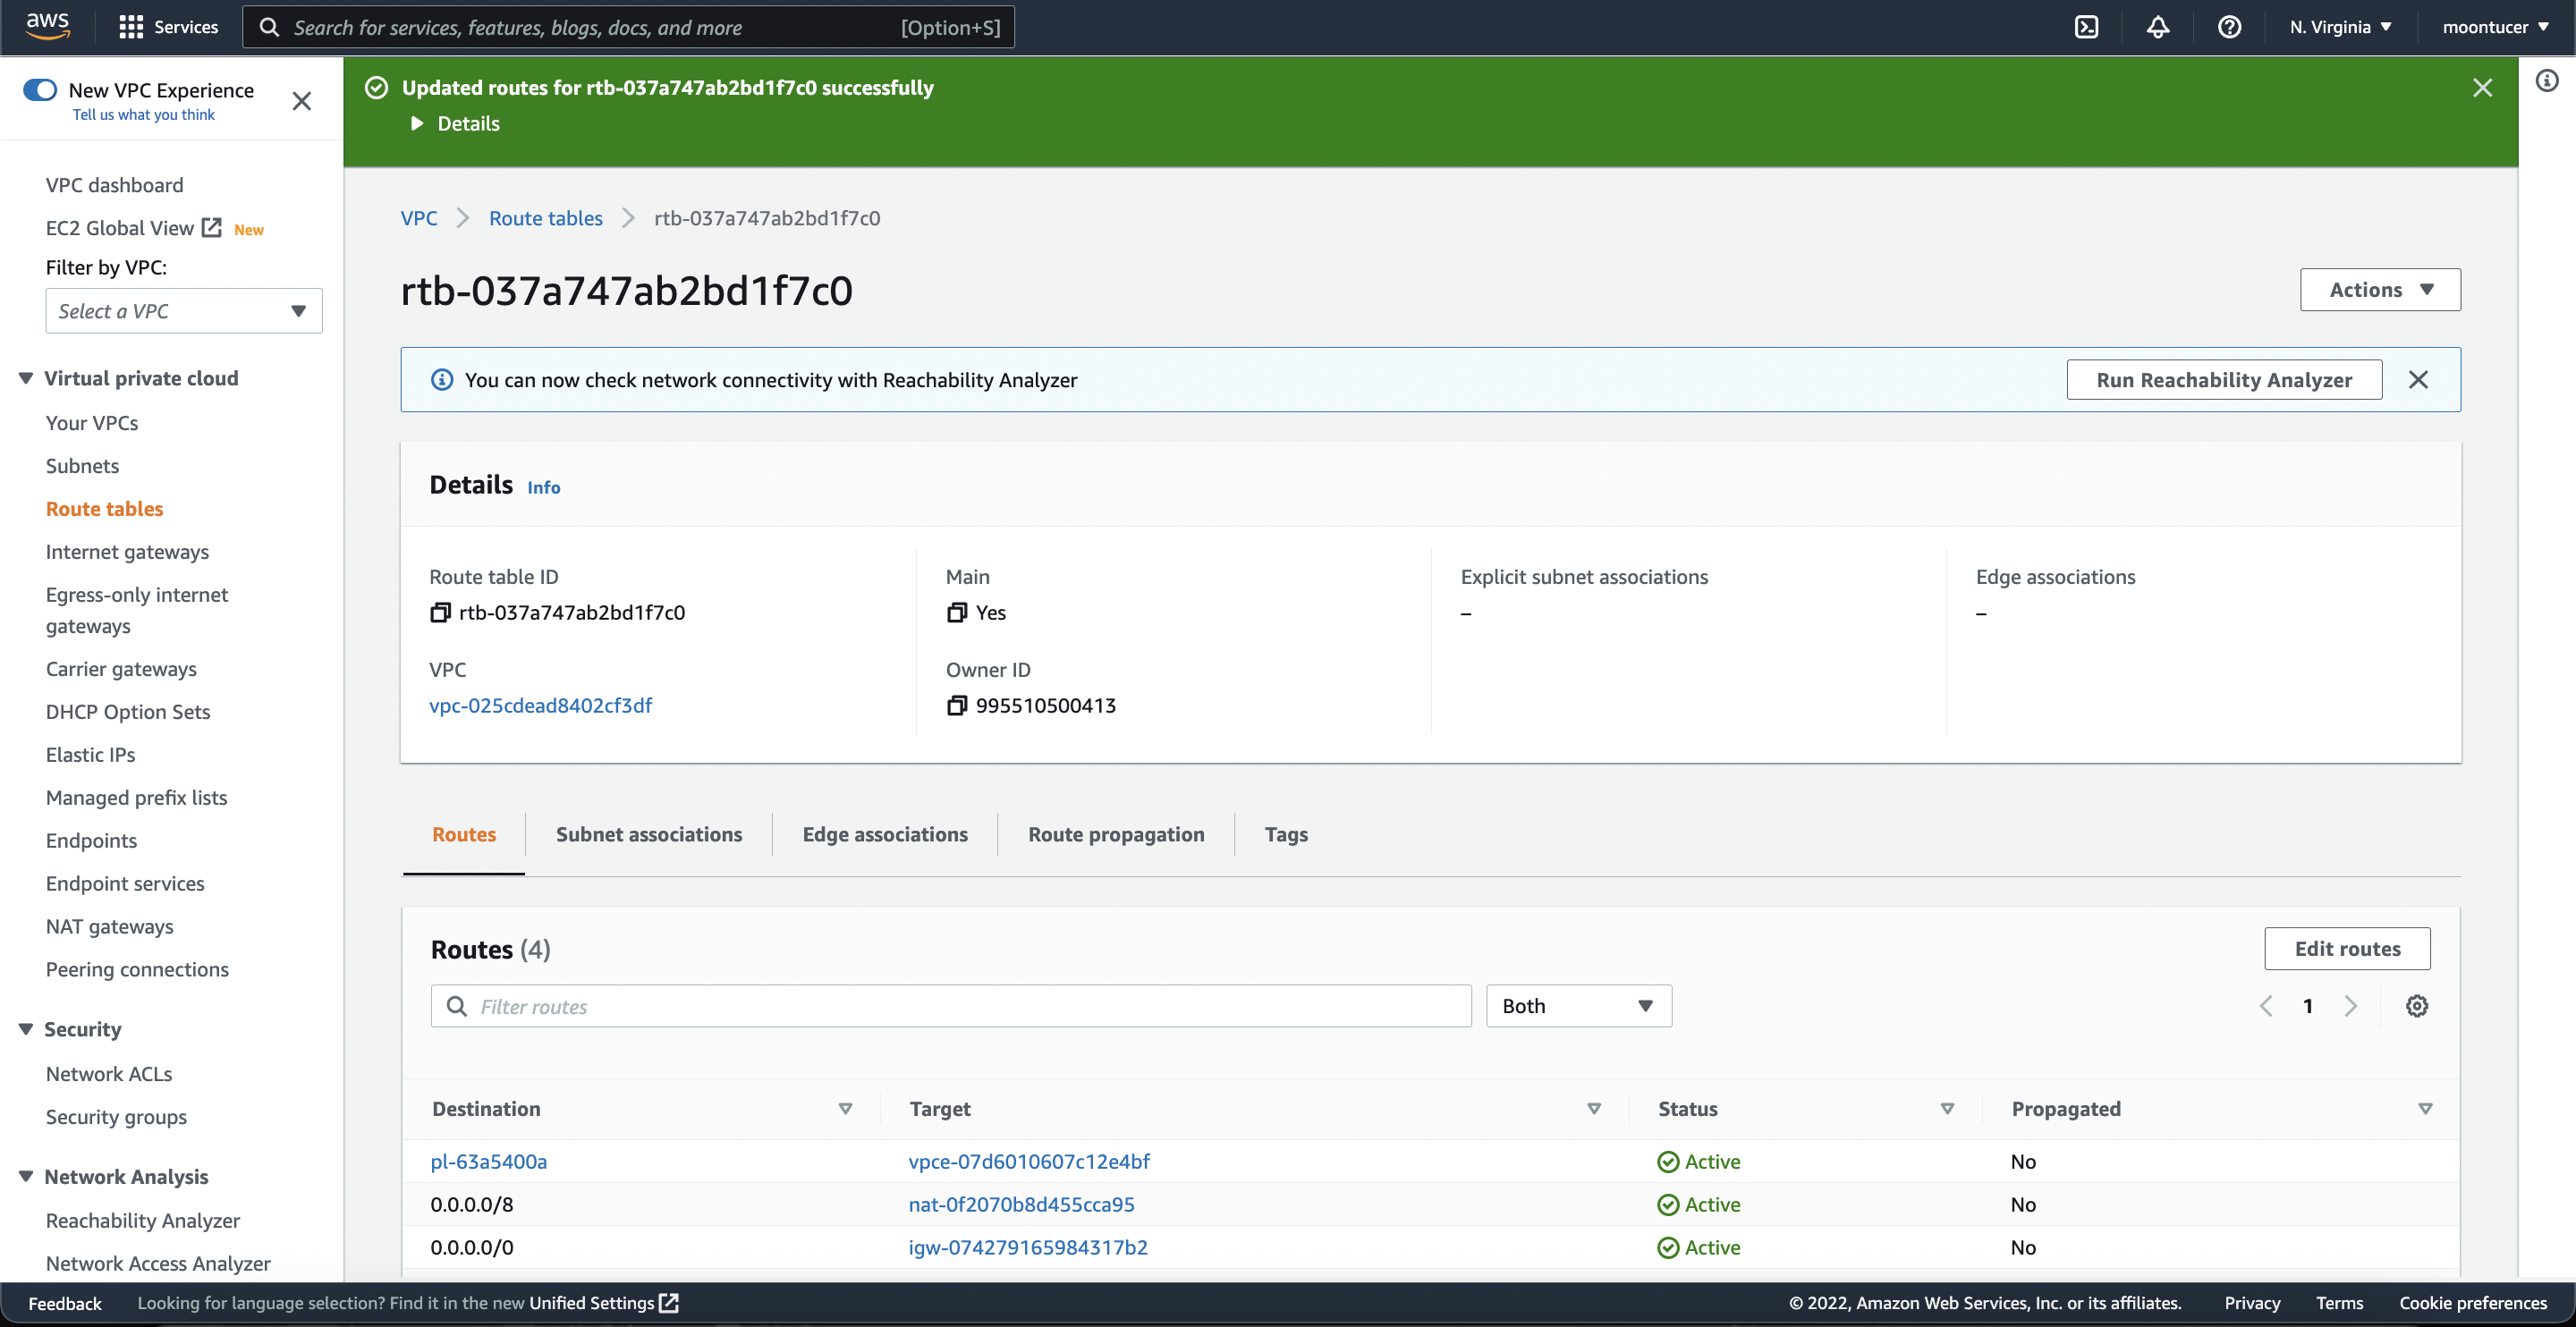 aws Services Search for services, features, blogs, docs, and more [Option+S] N. Virginia moontucer
New VPC Experience
Tell us what you think
VPC dashboard
EC2 Global View New
Filter by VPC:
Select a VPC
Virtual private cloud
Your VPCs
Subnets
Route tables
Internet gateways
Egress-only internet
gateways
Carrier gateways
DHCP Option Sets
Elastic IPs
Managed prefix lists
Endpoints
Endpoint services
NAT gateways
Peering connections
Security
Network ACLs
Security groups
Network Analysis
Reachability Analyzer
Network Access Analyzer
Updated routes for rtb-037a747ab2bd1f7c0 successfully
Details
VPC Route tables rtb-037a747ab2bd1f7c0
rtb-037a747ab2bd1f7c0 Actions
You can now check network connectivity with Reachability Analyzer Run Reachability Analyzer
Details Info
Route table ID Main Explicit subnet associations Edge associations
rtb-037a747ab2bd1f7c0 Yes – –
VPC Owner ID
vpc-025cdead8402cf3df 995510500413
Routes Subnet associations Edge associations Route propagation Tags
Routes (4) Edit routes
Filter routes Both 1
Destination Target Status Propagated
pl-63a5400a vpce-07d6010607c12e4bf Active No
0.0.0.0/8 nat-0f2070b8d455cca95 Active No
0.0.0.0/0 igw-074279165984317b2 Active No
Feedback Looking for language selection? Find it in the new Unified Settings © 2022, Amazon Web Services, Inc. or its affiliates. Privacy Terms Cookie preferences